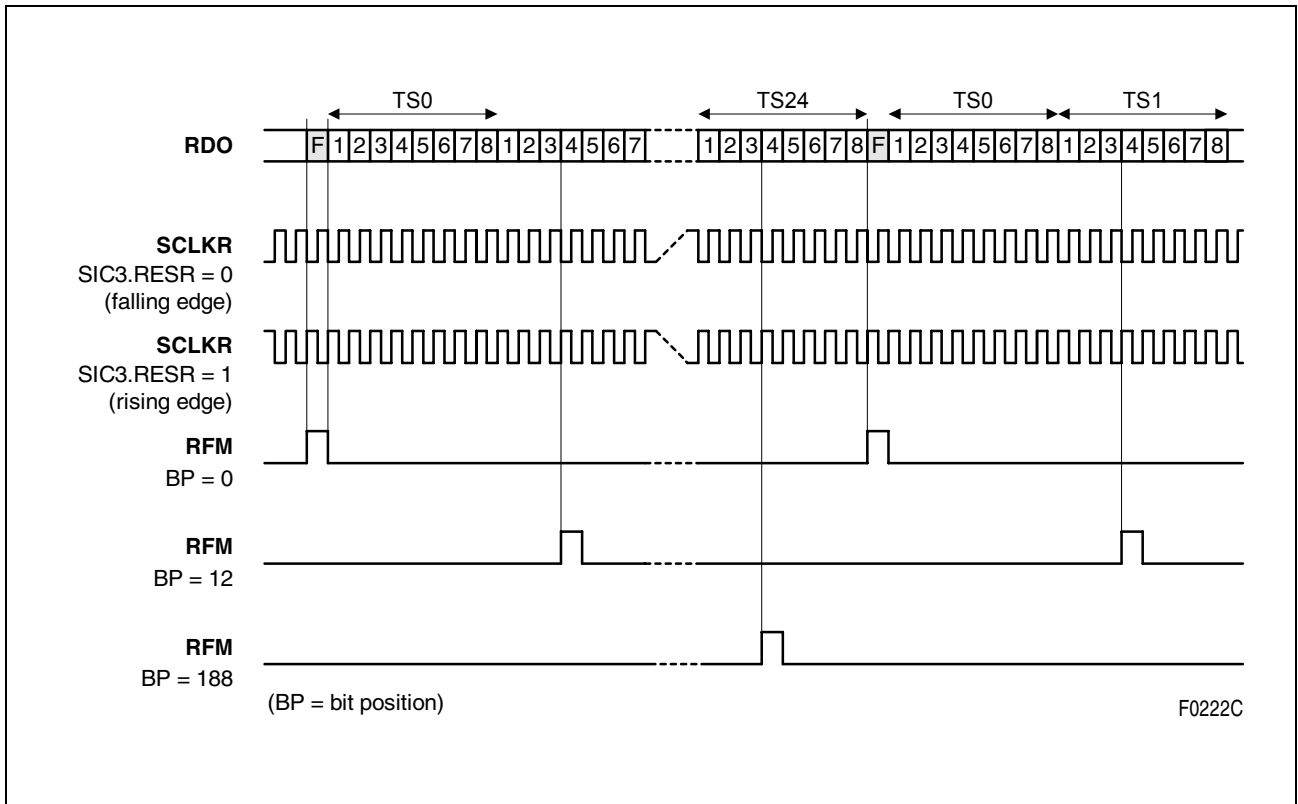 TS0 TS24 TS0 TS1
RDO F 1 2 3 4 5 6 7 8 1 2 3 4 5 6 7 1 2 3 4 5 6 7 8 F 1 2 3 4 5 6 7 8 1 2 3 4 5 6 7 8
SCLKR
SIC3.RESR = 0
(falling edge)
SCLKR
SIC3.RESR = 1
(rising edge)
RFM
BP = 0
RFM
BP = 12
RFM
BP = 188
(BP = bit position)
F0222C